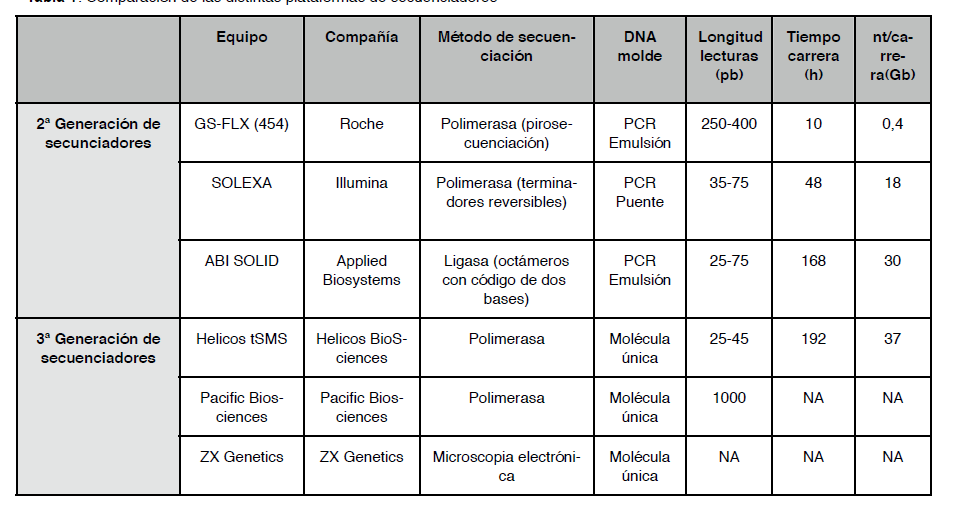 Tabla 1. Comparación de las distintas plataformas de secuenciadores
Equipo
Compañía
Método de secuen-
ciación
DNA
molde
Longitud
lecturas
(pb)
Tiempo
carrera
(h)
nt/ca-
rre-
ra(Gb)
2ª Generación de
secunciadores
GS-FLX (454)
Roche
Polimerasa (pirose-
cuenciación)
PCR
Emulsión
250-400
10
0,4
SOLEXA
Illumina
Polimerasa (termina-
dores reversibles)
PCR
Puente
35-75
48
18
ABI SOLID
Applied
Biosystems
Ligasa (octámeros
con código de dos
bases)
PCR
Emulsión
25-75
168
30
3ª Generación de
secuenciadores
Helicos tSMS
Helicos BioS-
ciences
Polimerasa
Molécula
única
25-45
192
37
Pacific Bios-
ciences
Pacific Bios-
ciences
Polimerasa
Molécula
única
1000
NA
NA
ZX Genetics
ZX Genetics
Microscopia electróni-
ca
Molécula
única
NA
NA
NA